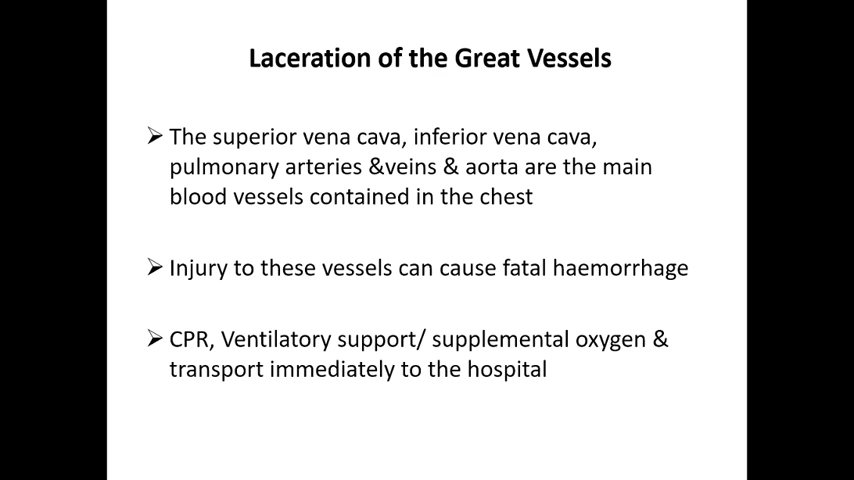 Laceration of the Great Vessels
➢ The superior vena cava, inferior vena cava,
pulmonary arteries &veins & aorta are the main
blood vessels contained in the chest
➢ Injury to these vessels can cause fatal haemorrhage
➢ CPR, Ventilatory support/ supplemental oxygen &
transport immediately to the hospital